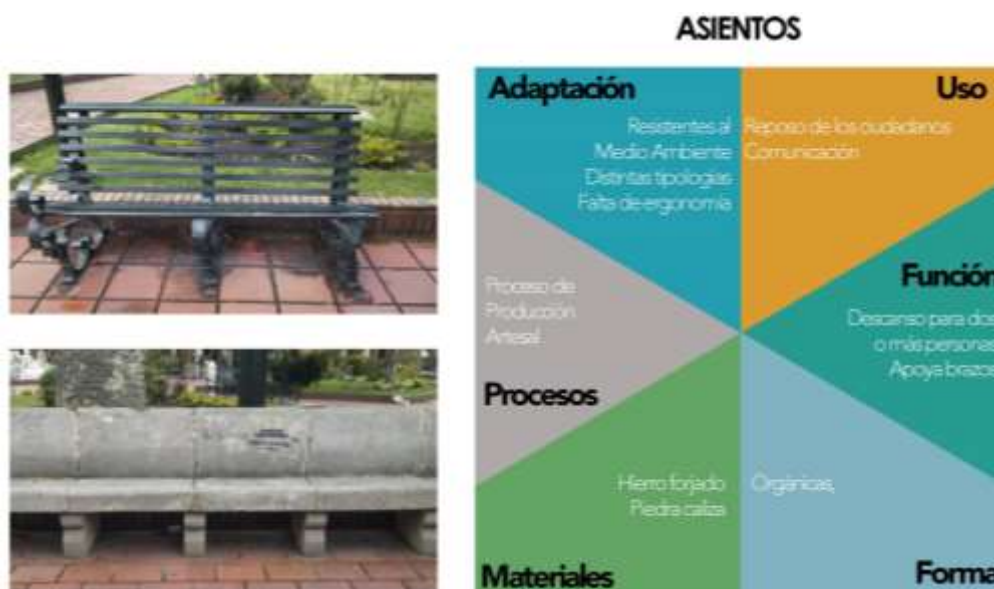 ASIENTOS
Adaptación
Resistentes al
Medio Ambiente
Distintas tipologías
Falta de ergonomía
Uso
Reposo de los ciudadanos
Comunicación
Función
Descanso para dos
o más personas
Apoya brazos
Proceso de
Producción
Artesal
Procesos
Hierro forjado
Piedra caliza
Materiales
Orgánicas,
Forma